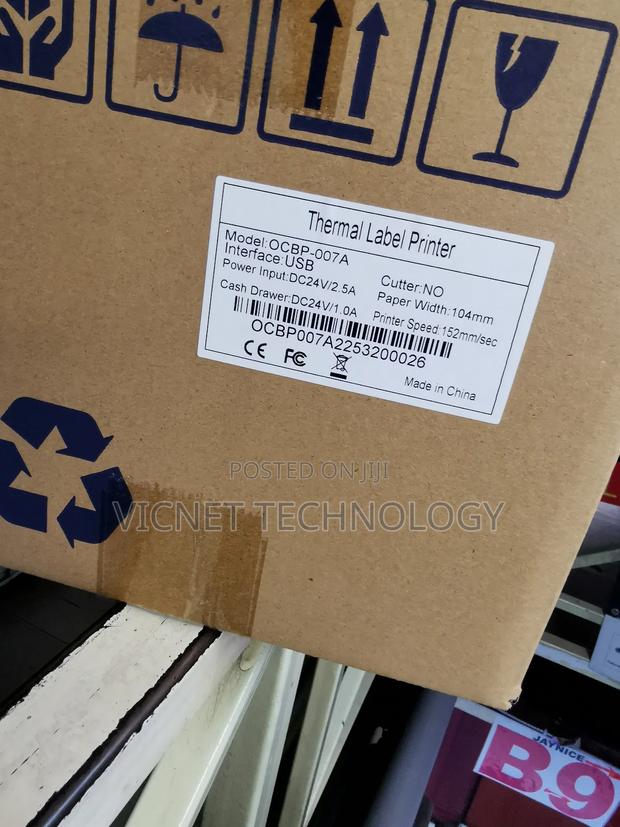 Thermal Label Printer
Model:OCBP-007A
Interface:USB
Cutter:NO
Power Input:DC24V/2.5A
Paper Width:104mm
Cash Drawer:DC24V/1.0A
Printer Speed:152mm/sec
OCBP007A2253200026
CE FC
Made in China
POSTED ON JIJI
VICNET TECHNOLOGY
JAYNICE
B9